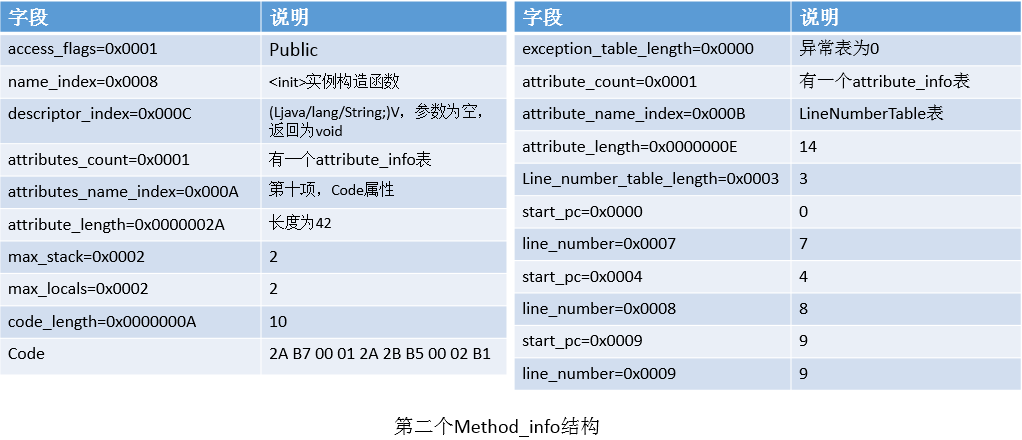 字段 说明
access_flags=0x0001 Public
name_index=0x0008 <init>实例构造函数
descriptor_index=0x000C (Ljava/lang/String;)V，参数为空，
返回为void
attributes_count=0x0001 有一个attribute_info表
attributes_name_index=0x000A 第十项，Code属性
attribute_length=0x0000002A 长度为42
max_stack=0x0002 2
max_locals=0x0002 2
code_length=0x0000000A 10
Code 2A B7 00 01 2A 2B B5 00 02 B1
字段 说明
exception_table_length=0x0000 异常表为0
attribute_count=0x0001 有一个attribute_info表
attribute_name_index=0x000B LineNumberTable表
attribute_length=0x0000000E 14
Line_number_table_length=0x0003 3
start_pc=0x0000 0
line_number=0x0007 7
start_pc=0x0004 4
line_number=0x0008 8
start_pc=0x0009 9
line_number=0x0009 9
第二个Method_info结构